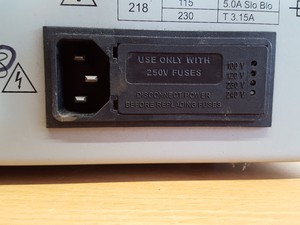 115 5.0A Slo Blo
218
230 T 3.15A
USE ONLY WITH
250V FUSES
100 V
120 V
230 V
240 V
DISCONNECT POWER
BEFORE REPLACING FUSES